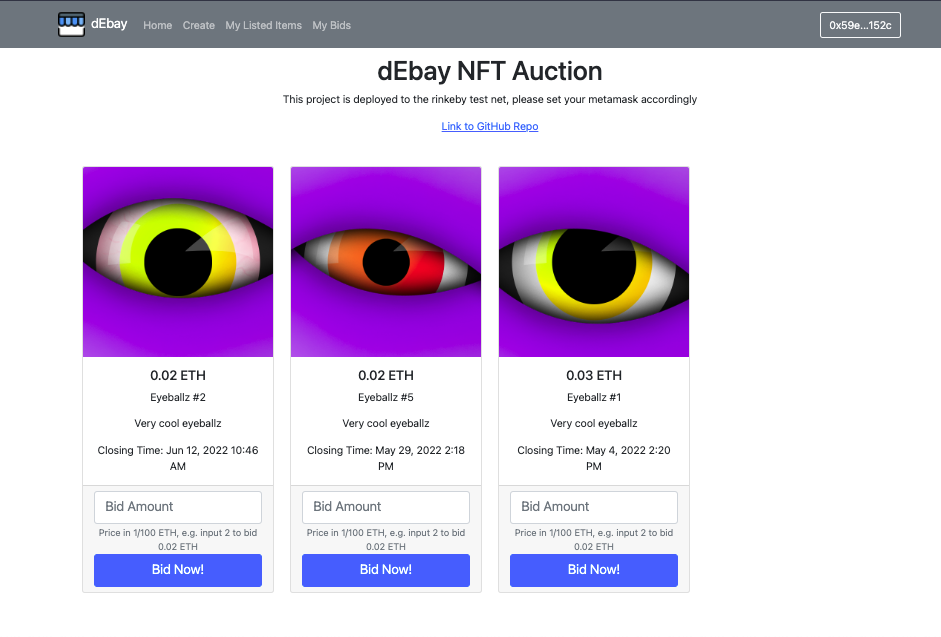 dEbay Home Create My Listed Items My Bids 0x59e...152c
dEbay NFT Auction
This project is deployed to the rinkeby test net, please set your metamask accordingly
Link to GitHub Repo
0.02 ETH
Eyeballz #2
Very cool eyeballz
Closing Time: Jun 12, 2022 10:46
AM
Bid Amount
Price in 1/100 ETH, e.g. input 2 to bid
0.02 ETH
Bid Now!
0.02 ETH
Eyeballz #5
Very cool eyeballz
Closing Time: May 29, 2022 2:18
PM
Bid Amount
Price in 1/100 ETH, e.g. input 2 to bid
0.02 ETH
Bid Now!
0.03 ETH
Eyeballz #1
Very cool eyeballz
Closing Time: May 4, 2022 2:20
PM
Bid Amount
Price in 1/100 ETH, e.g. input 2 to bid
0.02 ETH
Bid Now!